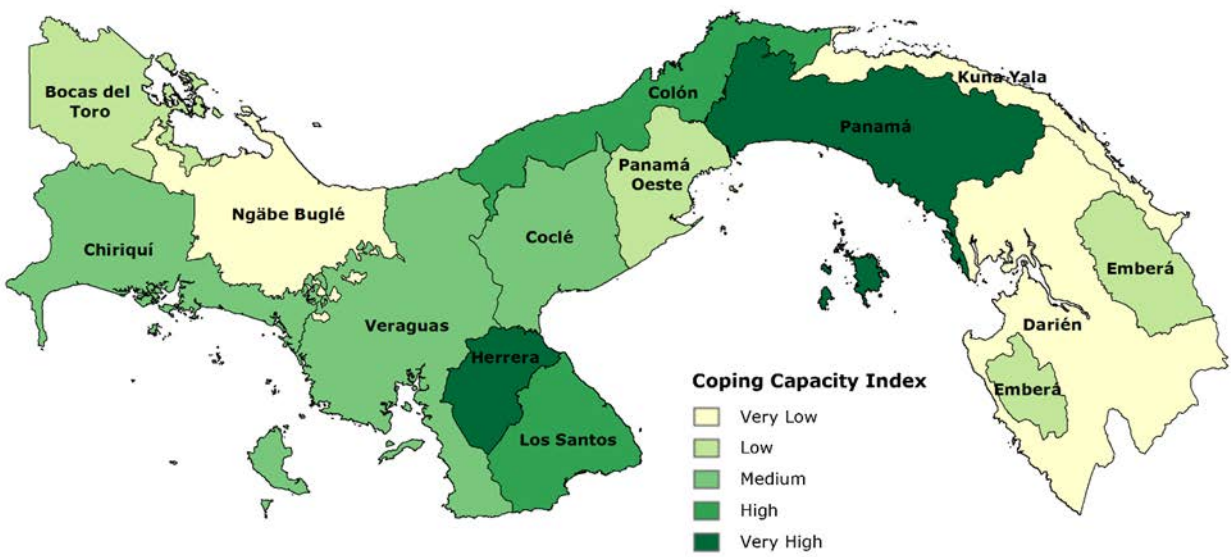 Bocas del
Toro
Colón
Kuna Yala
Panamá
Panamá
Oeste
Ngäbe Buglé
Chiriquí
Coclé
Emberá
Veraguas
Darién
Herrera
Emberá
Los Santos
Coping Capacity Index
Very Low
Low
Medium
High
Very High